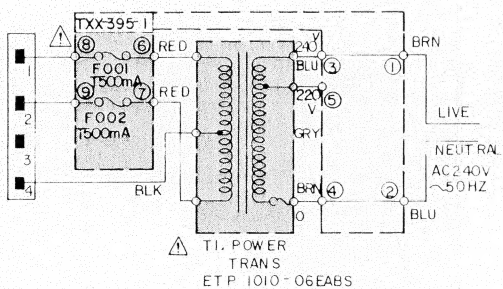 TXX-395-1
⑧ ⑥ RED
240V
BRN
1
F001
T500mA
BLU ③ ①
⑨ ⑦ RED
220V ⑤
LIVE
2
F002
T500mA
GRY
NEUTRAL
3
AC240V
~50HZ
4
BLK
BRN ④ ②
0
BLU
T1. POWER
TRANS
ETP 1010-06EABS